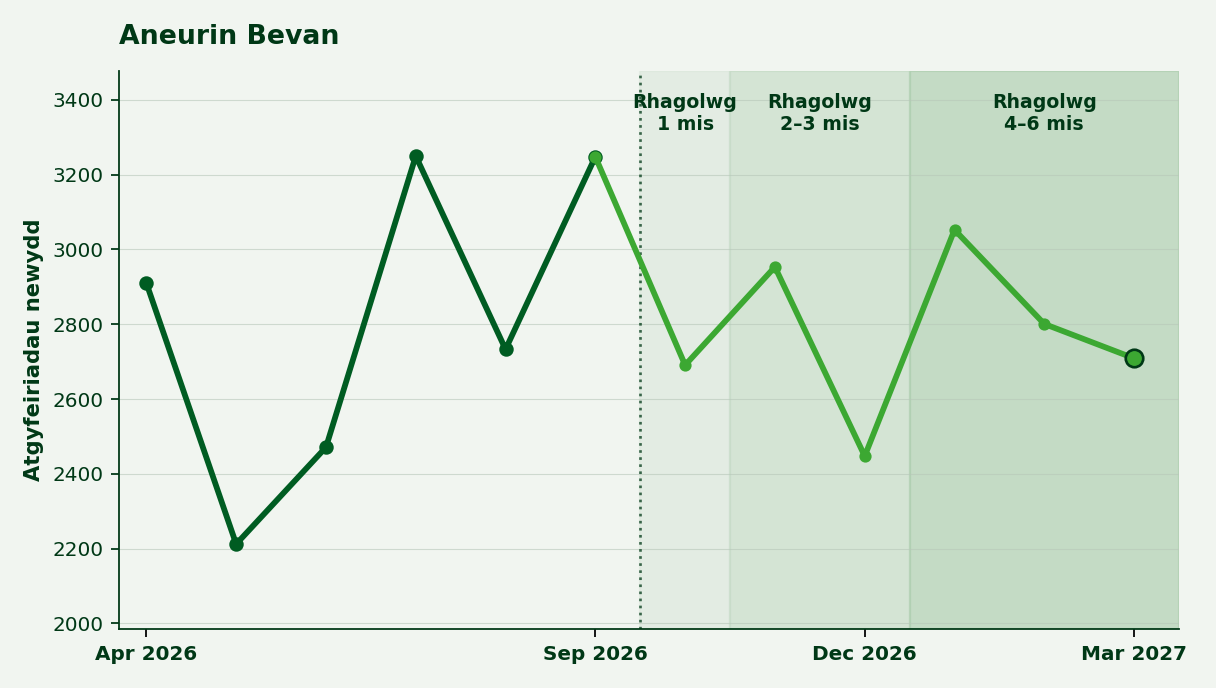 Aneurin Bevan
Rhagolwg
1 mis
Rhagolwg
2–3 mis
Rhagolwg
4–6 mis
Atgyfeiriadau newydd
3400
3200
3000
2800
2600
2400
2200
2000
Apr 2026
Sep 2026
Dec 2026
Mar 2027